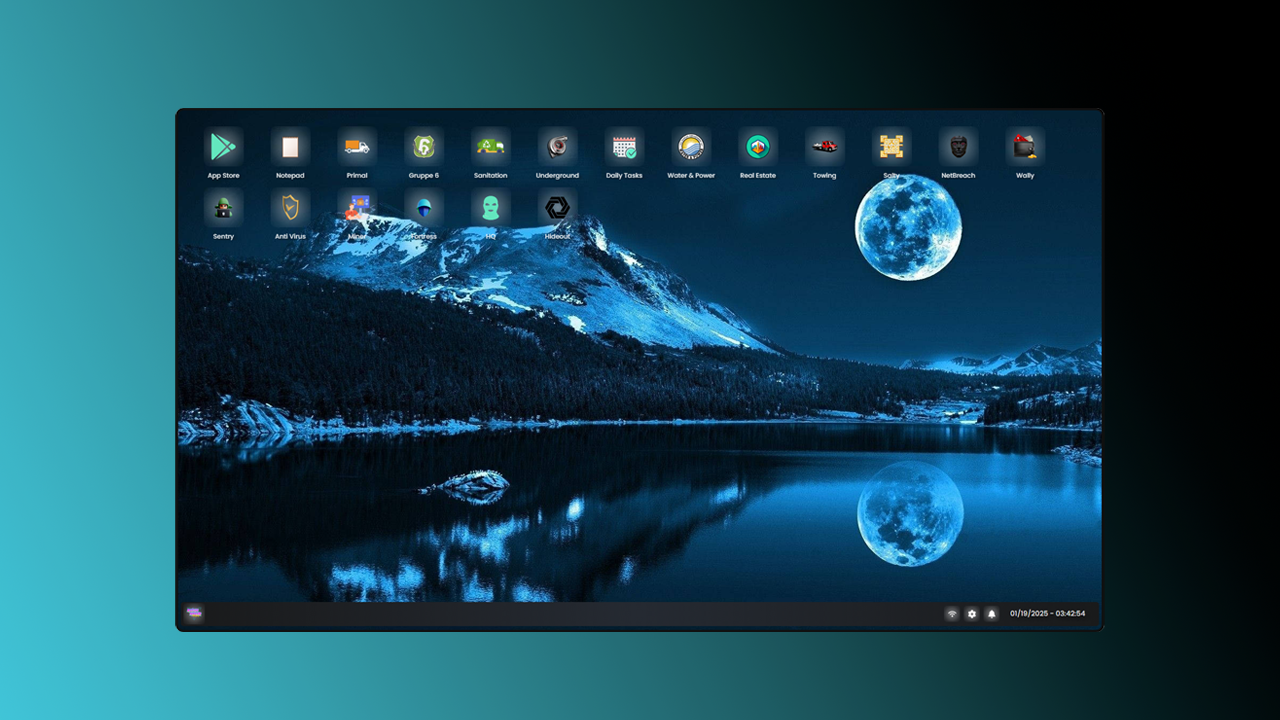 App Store Notepad Primal Gruppe 6 Sanitation Underground Daily Tasks Water & Power Real Estate Towing Salty NetBreach Wally
Sentry Anti Virus Miner Fortress HQ Hideout
01/19/2025 - 03:42:54